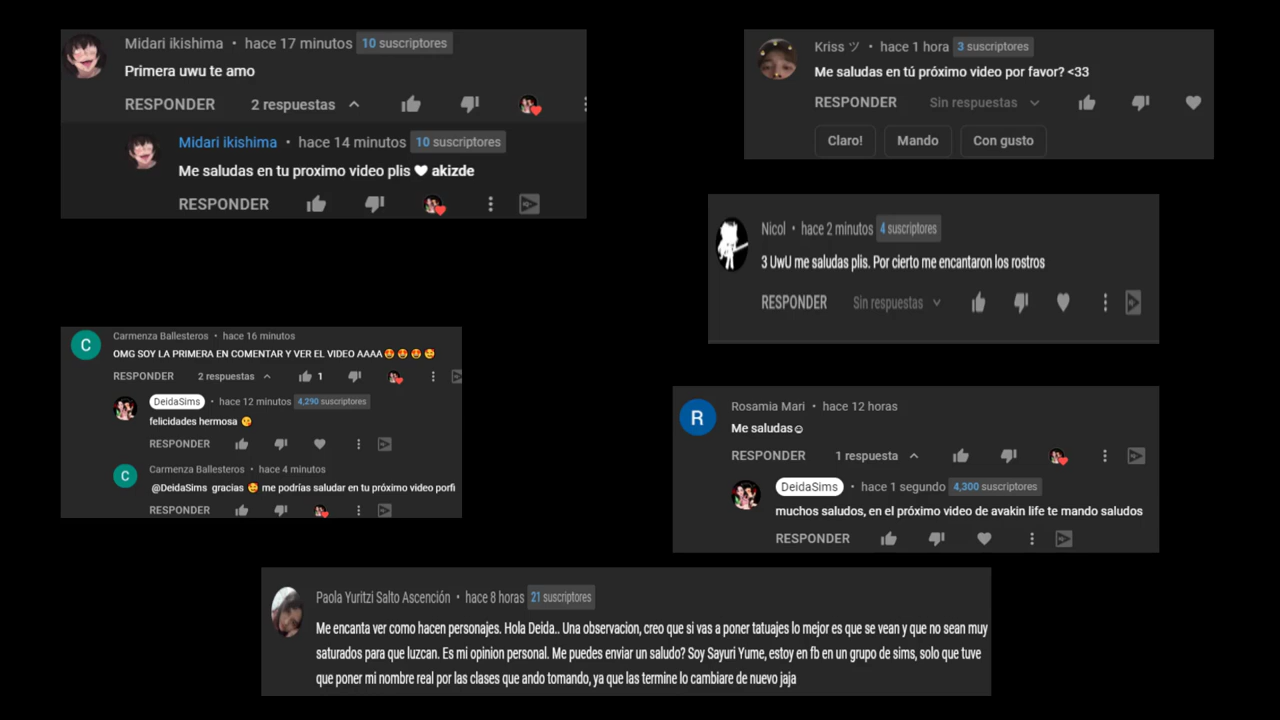 Midari ikishima • hace 17 minutos 10 suscriptores
Primera uwu te amo
RESPONDER 2 respuestas
Midari ikishima • hace 14 minutos 10 suscriptores
Me saludas en tu proximo video plis 🤍 akizde
RESPONDER
Kriss ツ • hace 1 hora 3 suscriptores
Me saludas en tú próximo video por favor? <33
RESPONDER Sin respuestas
Claro! Mando Con gusto
Nicol • hace 2 minutos 4 suscriptores
3 UwU me saludas plis. Por cierto me encantaron los rostros
RESPONDER Sin respuestas
C
Carmenza Ballesteros • hace 16 minutos
OMG SOY LA PRIMERA EN COMENTAR Y VER EL VIDEO AAAA
RESPONDER 2 respuestas 1
DeidaSims • hace 12 minutos 4,290 suscriptores
felicidades hermosa
RESPONDER
C
Carmenza Ballesteros • hace 4 minutos
@DeidaSims gracias me podrías saludar en tu próximo video porfi
RESPONDER
R
Rosamia Mari • hace 12 horas
Me saludas☺
RESPONDER 1 respuesta
DeidaSims • hace 1 segundo 4,300 suscriptores
muchos saludos, en el próximo video de avakin life te mando saludos
RESPONDER
Paola Yuritzi Salto Ascención • hace 8 horas 21 suscriptores
Me encanta ver como hacen personajes. Hola Deida.. Una observacion, creo que si vas a poner tatuajes lo mejor es que se vean y que no sean muy
saturados para que luzcan. Es mi opinion personal. Me puedes enviar un saludo? Soy Sayuri Yume, estoy en fb en un grupo de sims, solo que tuve
que poner mi nombre real por las clases que ando tomando, ya que las termine lo cambiare de nuevo jaja